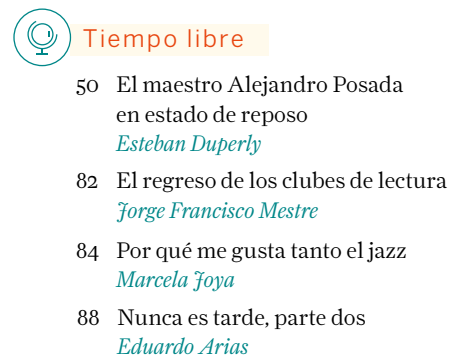 Tiempo libre
50 El maestro Alejandro Posada
en estado de reposo
Esteban Duperly
82 El regreso de los clubes de lectura
Jorge Francisco Mestre
84 Por qué me gusta tanto el jazz
Marcela Joya
88 Nunca es tarde, parte dos
Eduardo Arias